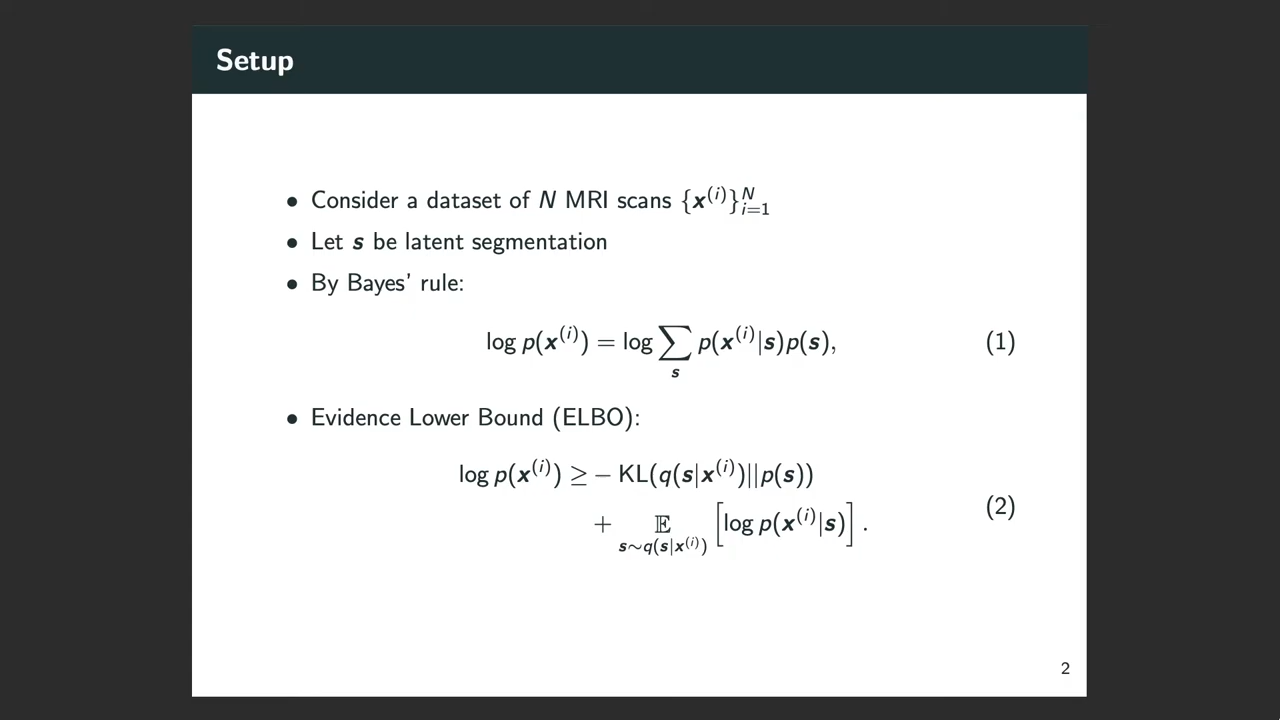 Setup
• Consider a dataset of N MRI scans {x^(i)}_{i=1}^N
• Let s be latent segmentation
• By Bayes' rule:
log p(x^(i)) = log ∑_s p(x^(i)|s)p(s), (1)
• Evidence Lower Bound (ELBO):
log p(x^(i)) ≥ − KL(q(s|x^(i))||p(s))
+ 𝔼_{s∼q(s|x^(i))} [log p(x^(i)|s)] . (2)
2